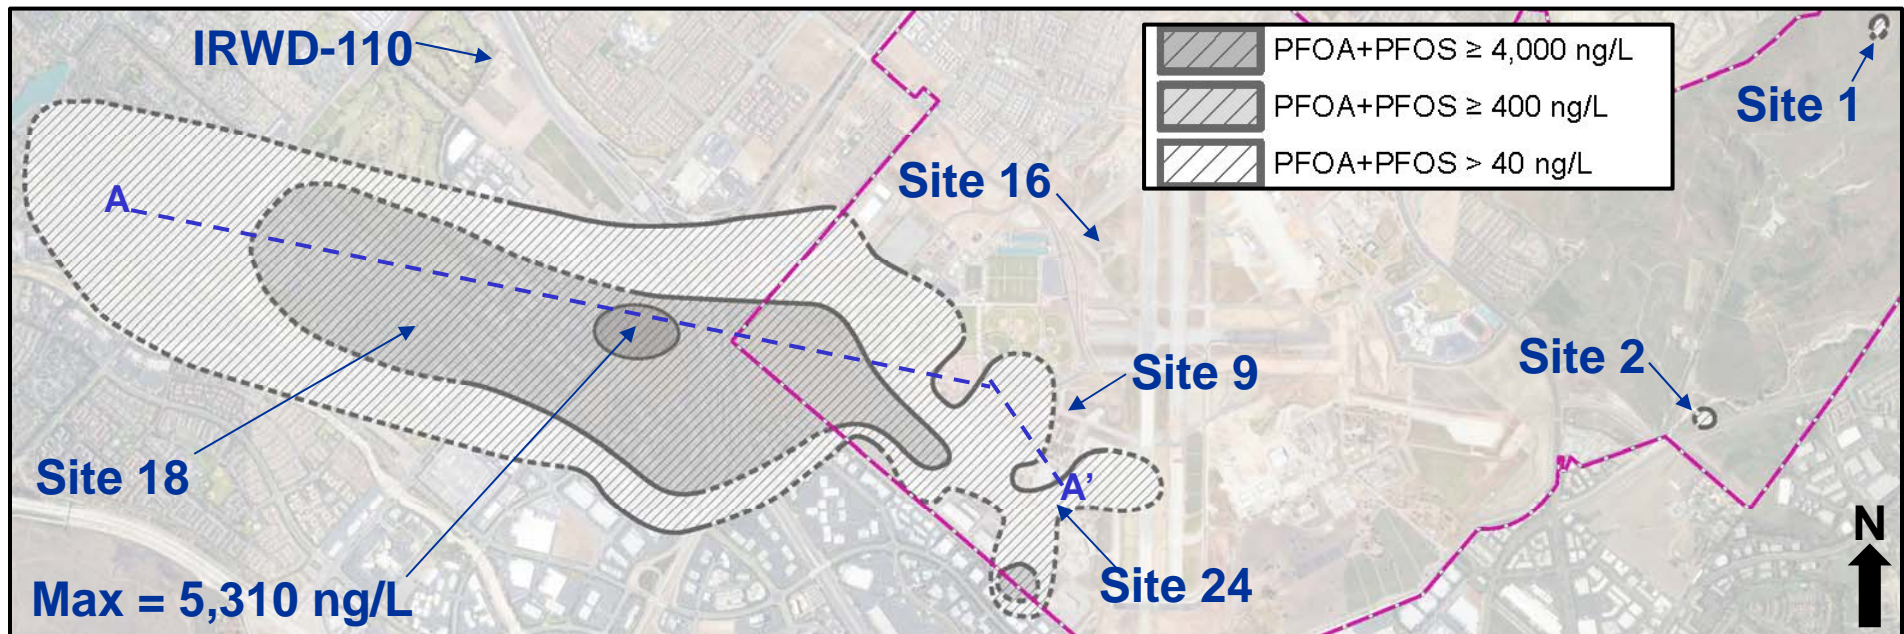 IRWD-110
PFOA+PFOS ≥ 4,000 ng/L
PFOA+PFOS ≥ 400 ng/L
PFOA+PFOS > 40 ng/L
Site 1
Site 16
A
Site 9
Site 2
Site 18
A’
Site 24
Max = 5,310 ng/L
N